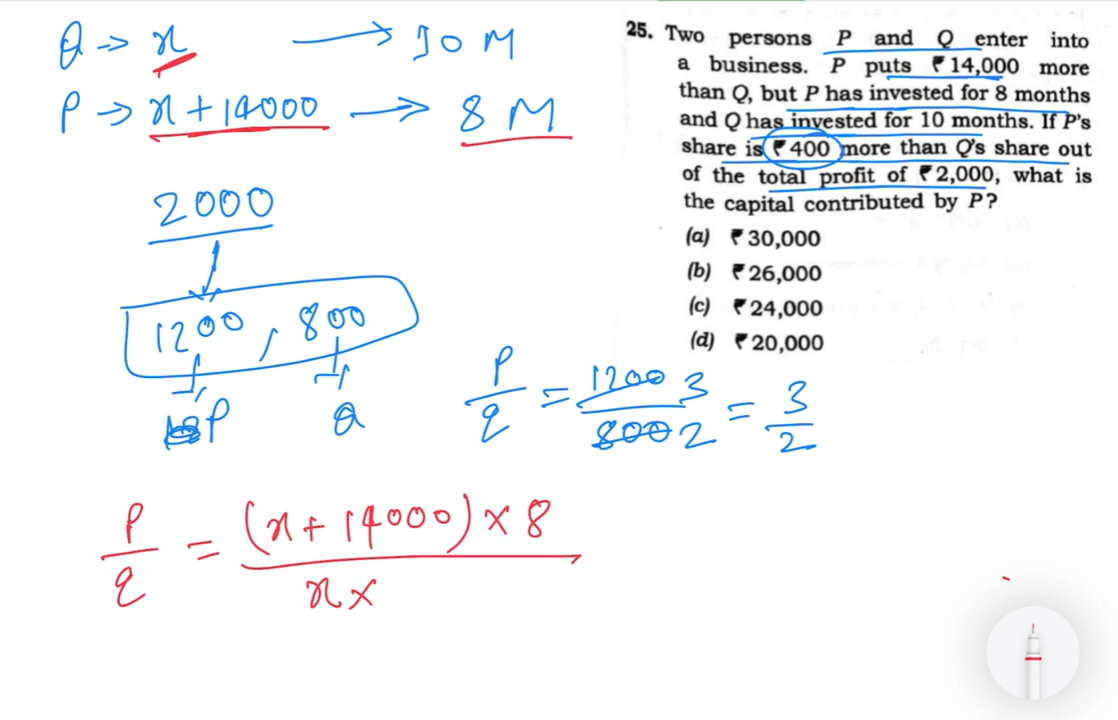 Q ⇒ x → 10 M
P ⇒ x + 14000 → 8 M
2000
1200 , 800
P Q
P/q = 1200 3 / 800 2 = 3/2
P/q = (x + 14000) × 8 / x ×
25. Two persons P and Q enter into
a business. P puts ₹ 14,000 more
than Q, but P has invested for 8 months
and Q has invested for 10 months. If P's
share is ₹ 400 more than Q's share out
of the total profit of ₹ 2,000, what is
the capital contributed by P?
(a) ₹ 30,000
(b) ₹ 26,000
(c) ₹ 24,000
(d) ₹ 20,000